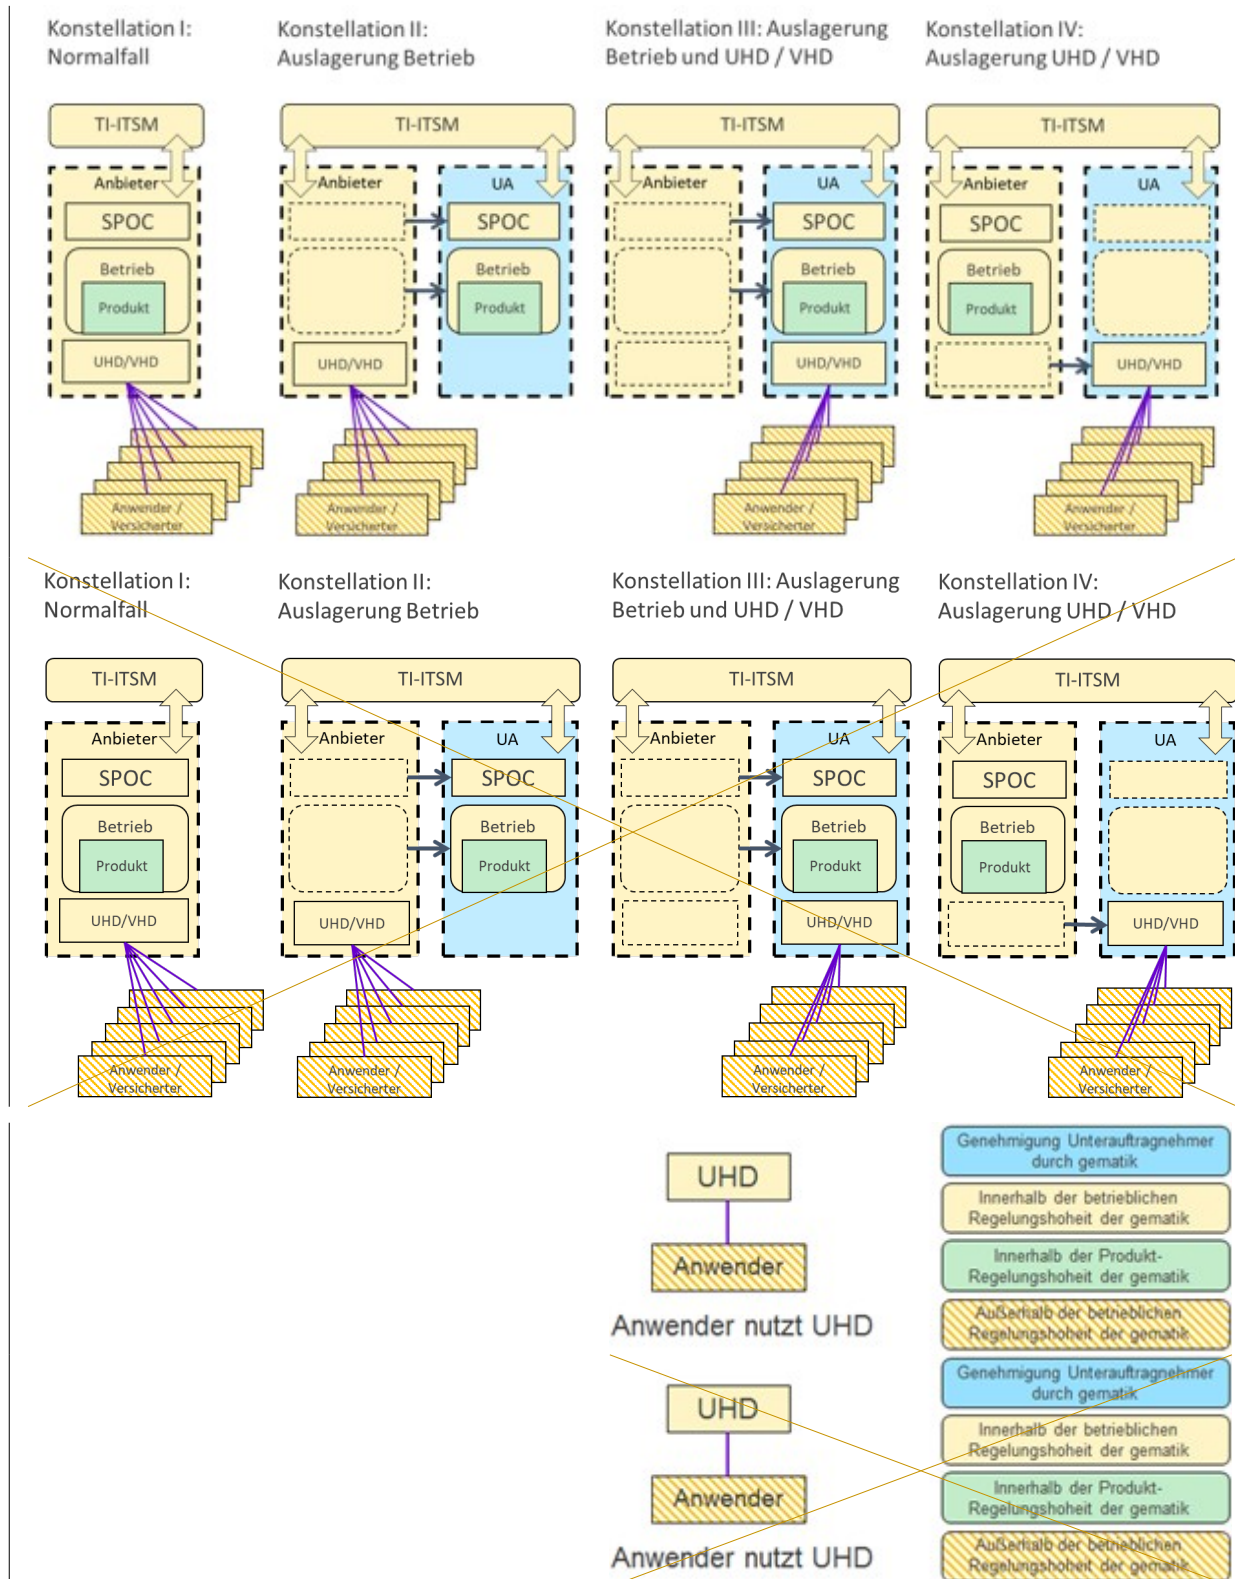 Konstellation I:
Normalfall
Konstellation II:
Auslagerung Betrieb
Konstellation III: Auslagerung
Betrieb und UHD / VHD
Konstellation IV:
Auslagerung UHD / VHD
TI-ITSM
TI-ITSM
TI-ITSM
TI-ITSM
Anbieter
Anbieter
UA
Anbieter
UA
Anbieter
UA
SPOC
SPOC
SPOC
SPOC
Betrieb
Betrieb
Betrieb
Betrieb
Produkt
Produkt
Produkt
Produkt
UHD/VHD
UHD/VHD
UHD/VHD
UHD/VHD
Anwender /
Versicherter
Anwender /
Versicherter
Anwender /
Versicherter
Anwender /
Versicherter
Konstellation I:
Normalfall
Konstellation II:
Auslagerung Betrieb
Konstellation III: Auslagerung
Betrieb und UHD / VHD
Konstellation IV:
Auslagerung UHD / VHD
TI-ITSM
TI-ITSM
TI-ITSM
TI-ITSM
Anbieter
Anbieter
UA
Anbieter
UA
Anbieter
UA
SPOC
SPOC
SPOC
SPOC
Betrieb
Betrieb
Betrieb
Betrieb
Produkt
Produkt
Produkt
Produkt
UHD/VHD
UHD/VHD
UHD/VHD
UHD/VHD
Anwender /
Versicherter
Anwender /
Versicherter
Anwender /
Versicherter
Anwender /
Versicherter
UHD
Anwender
Anwender nutzt UHD
Genehmigung Unterauftragnehmer
durch gematik
Innerhalb der betrieblichen
Regelungshoheit der gematik
Innerhalb der Produkt-
Regelungshoheit der gematik
Außerhalb der betrieblichen
Regelungshoheit der gematik
UHD
Anwender
Anwender nutzt UHD
Genehmigung Unterauftragnehmer
durch gematik
Innerhalb der betrieblichen
Regelungshoheit der gematik
Innerhalb der Produkt-
Regelungshoheit der gematik
Außerhalb der betrieblichen
Regelungshoheit der gematik